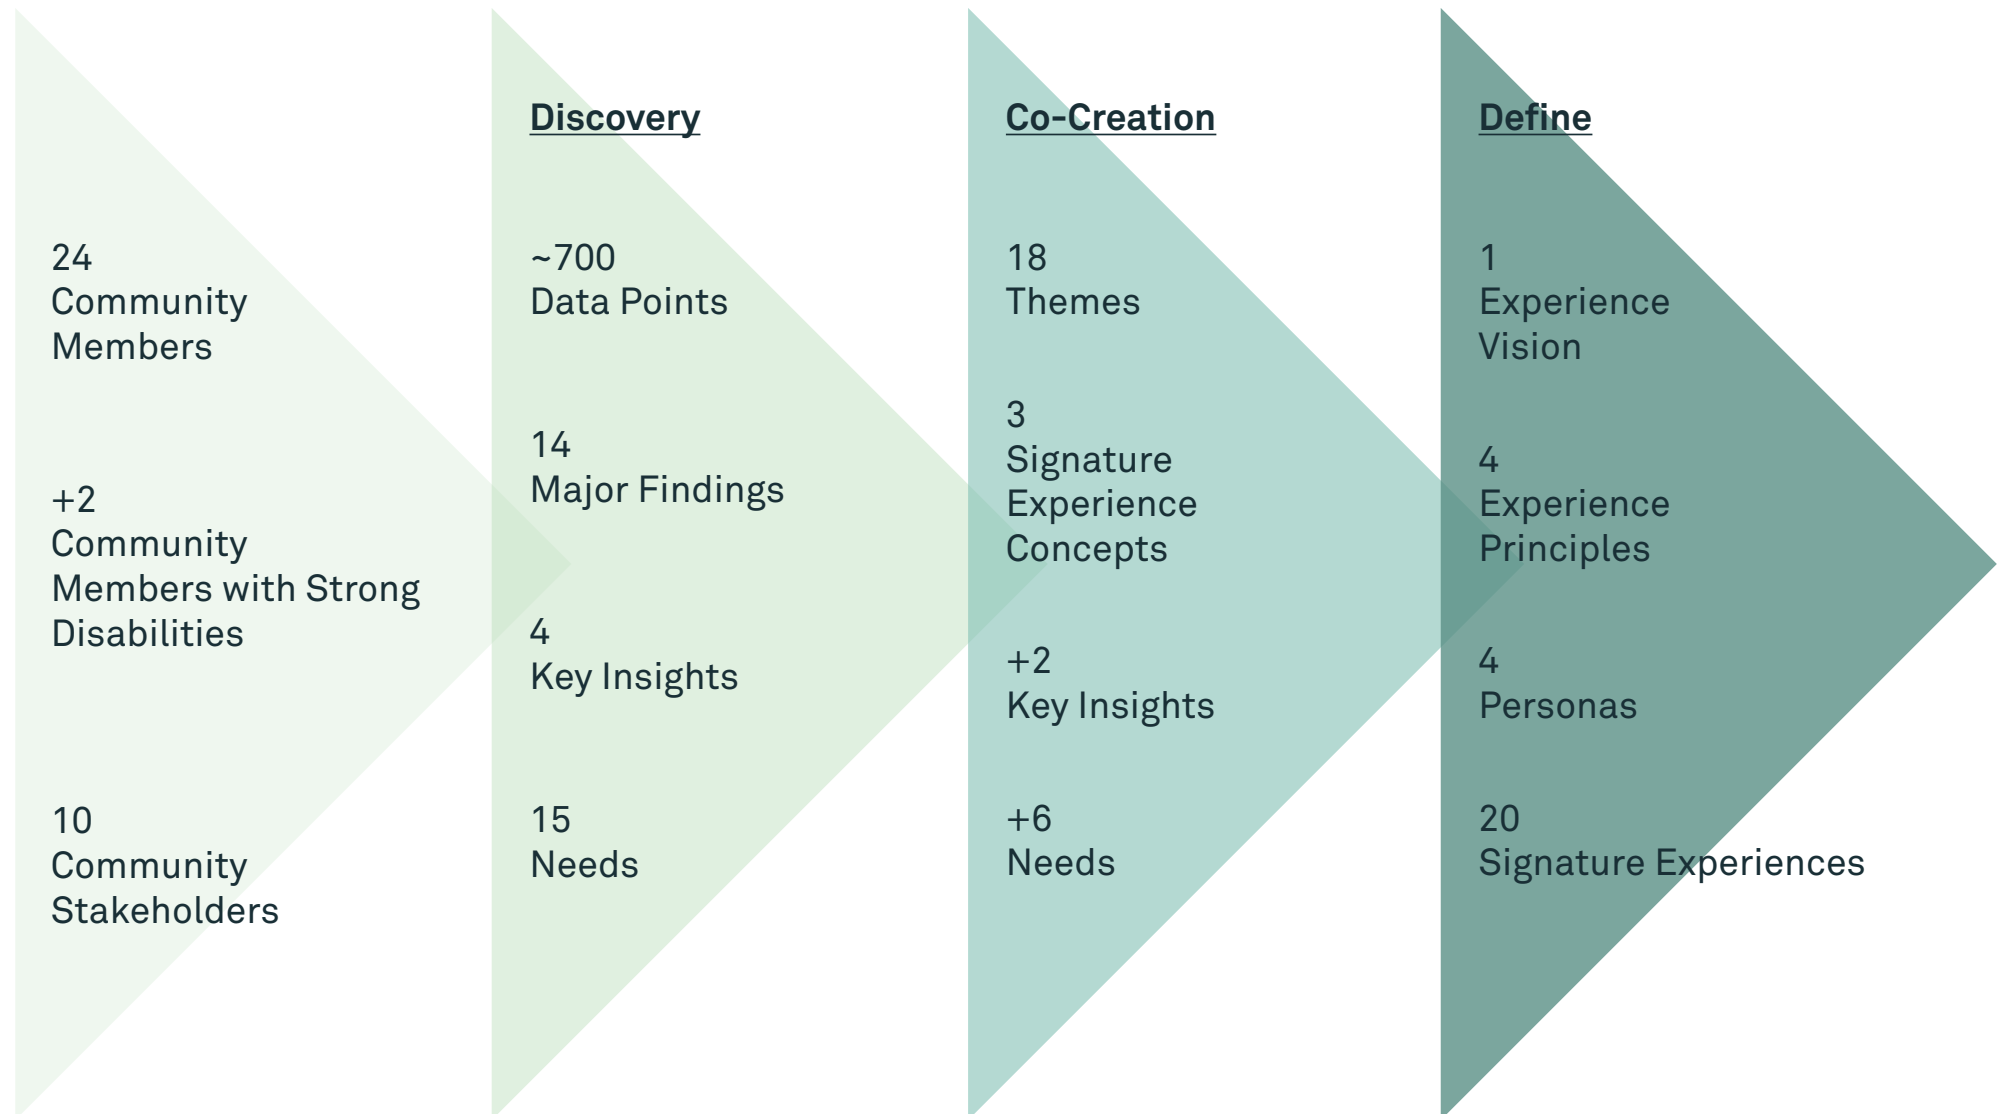 24
Community
Members
+2
Community
Members with Strong
Disabilities
10
Community
Stakeholders
Discovery
~700
Data Points
14
Major Findings
4
Key Insights
15
Needs
Co-Creation
18
Themes
3
Signature
Experience
Concepts
+2
Key Insights
+6
Needs
Define
1
Experience
Vision
4
Experience
Principles
4
Personas
20
Signature Experiences